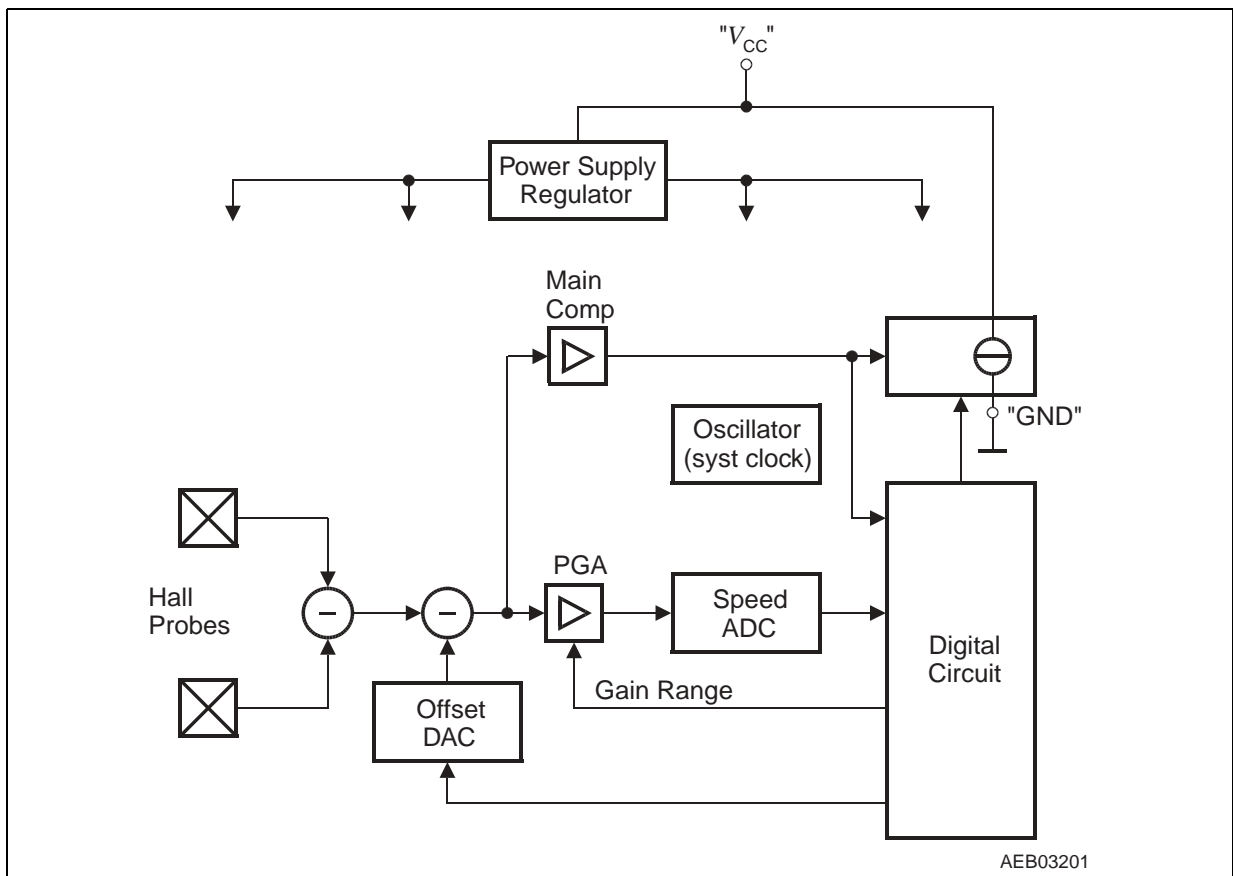 "VCC"
Power Supply
Regulator
Main
Comp
"GND"
Oscillator
(syst clock)
Hall
Probes
-
-
PGA
Speed
ADC
Digital
Circuit
Gain Range
Offset
DAC
AEB03201